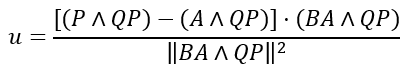 u = [(P ∧ QP) − (A ∧ QP)] · (BA ∧ QP) / ‖BA ∧ QP‖²